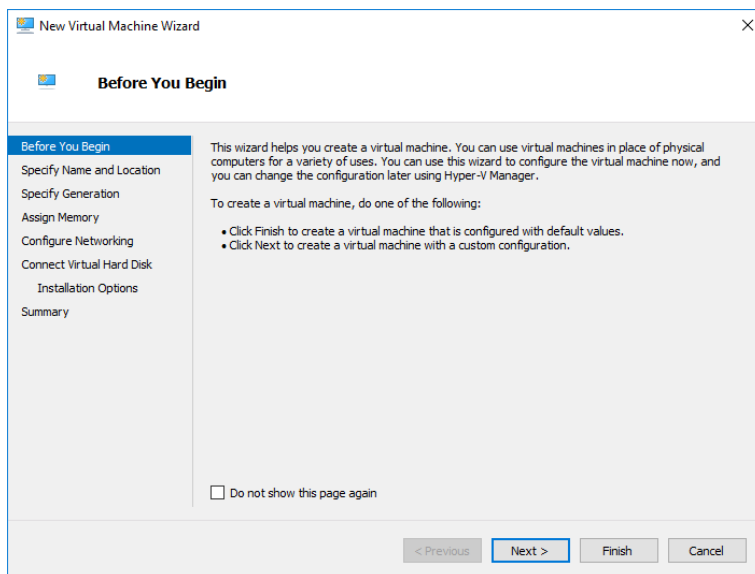 New Virtual Machine Wizard
Before You Begin
Before You Begin
Specify Name and Location
Specify Generation
Assign Memory
Configure Networking
Connect Virtual Hard Disk
Installation Options
Summary
This wizard helps you create a virtual machine. You can use virtual machines in place of physical
computers for a variety of uses. You can use this wizard to configure the virtual machine now, and
you can change the configuration later using Hyper-V Manager.
To create a virtual machine, do one of the following:
• Click Finish to create a virtual machine that is configured with default values.
• Click Next to create a virtual machine with a custom configuration.
Do not show this page again
< Previous
Next >
Finish
Cancel